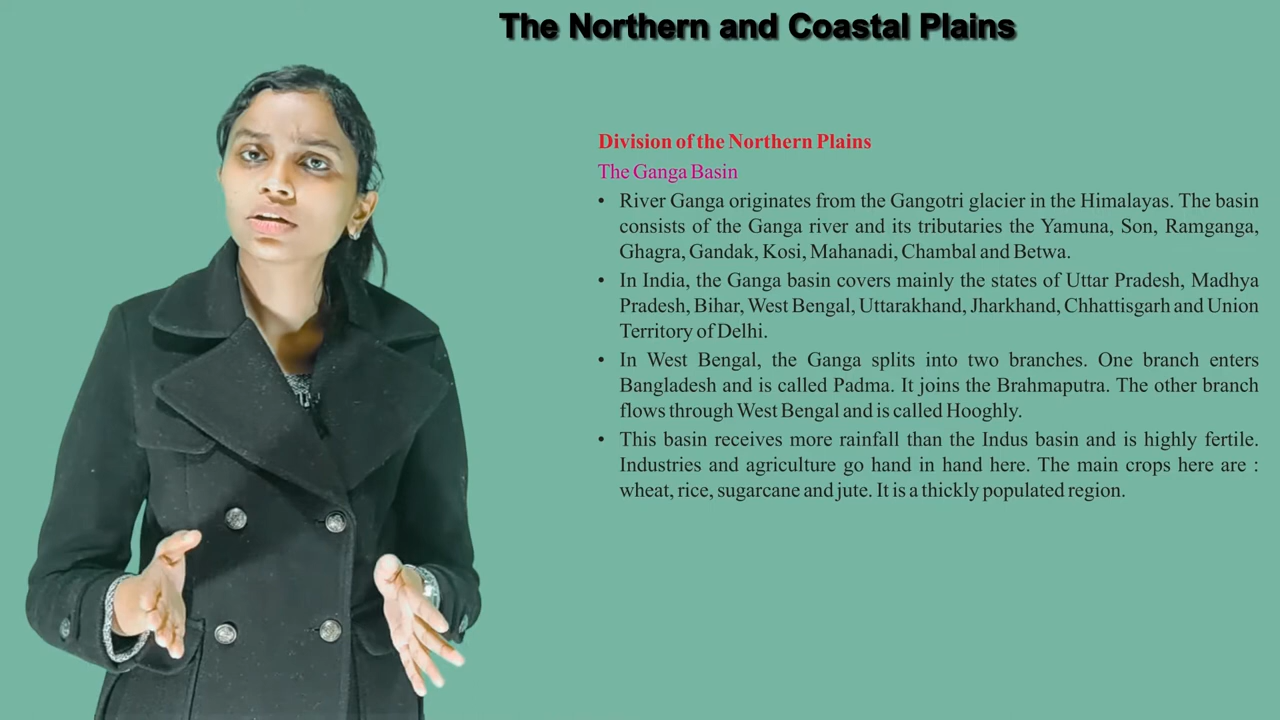 The Northern and Coastal Plains
Division of the Northern Plains
The Ganga Basin
• River Ganga originates from the Gangotri glacier in the Himalayas. The basin
consists of the Ganga river and its tributaries the Yamuna, Son, Ramganga,
Ghagra, Gandak, Kosi, Mahanadi, Chambal and Betwa.
• In India, the Ganga basin covers mainly the states of Uttar Pradesh, Madhya
Pradesh, Bihar, West Bengal, Uttarakhand, Jharkhand, Chhattisgarh and Union
Territory of Delhi.
• In West Bengal, the Ganga splits into two branches. One branch enters
Bangladesh and is called Padma. It joins the Brahmaputra. The other branch
flows through West Bengal and is called Hooghly.
• This basin receives more rainfall than the Indus basin and is highly fertile.
Industries and agriculture go hand in hand here. The main crops here are :
wheat, rice, sugarcane and jute. It is a thickly populated region.